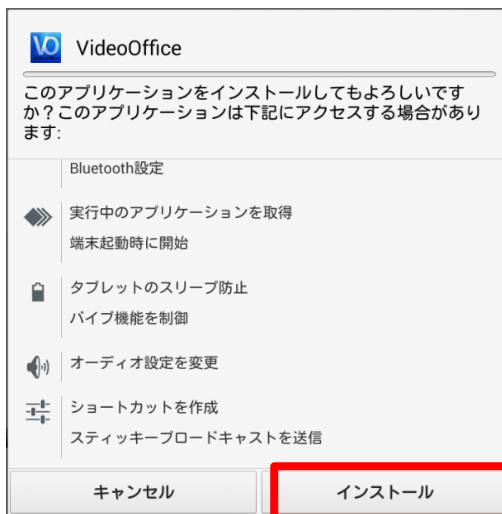 VO VideoOffice
このアプリケーションをインストールしてもよろしいです
か？このアプリケーションは下記にアクセスする場合があり
ます:
Bluetooth設定
実行中のアプリケーションを取得
端末起動時に開始
タブレットのスリープ防止
バイブ機能を制御
オーディオ設定を変更
ショートカットを作成
スティッキーブロードキャストを送信
キャンセル インストール